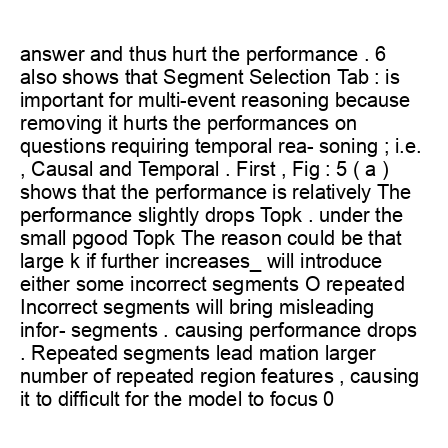 answer and thus hurt the performance . 6
also shows that Segment Selection Tab : is
important for multi-event reasoning because
removing it hurts the performances on
questions requiring temporal rea- soning ; i.e.
, Causal and Temporal . First , Fig : 5 ( a )
shows that the performance is relatively The
performance slightly drops Topk . under the
small pgood Topk The reason could be that
large k if further increases_ will introduce
either some incorrect segments O repeated
Incorrect segments will bring misleading
infor- segments . causing performance drops
. Repeated segments lead mation larger
number of repeated region features , causing
it to difficult for the model to focus 0